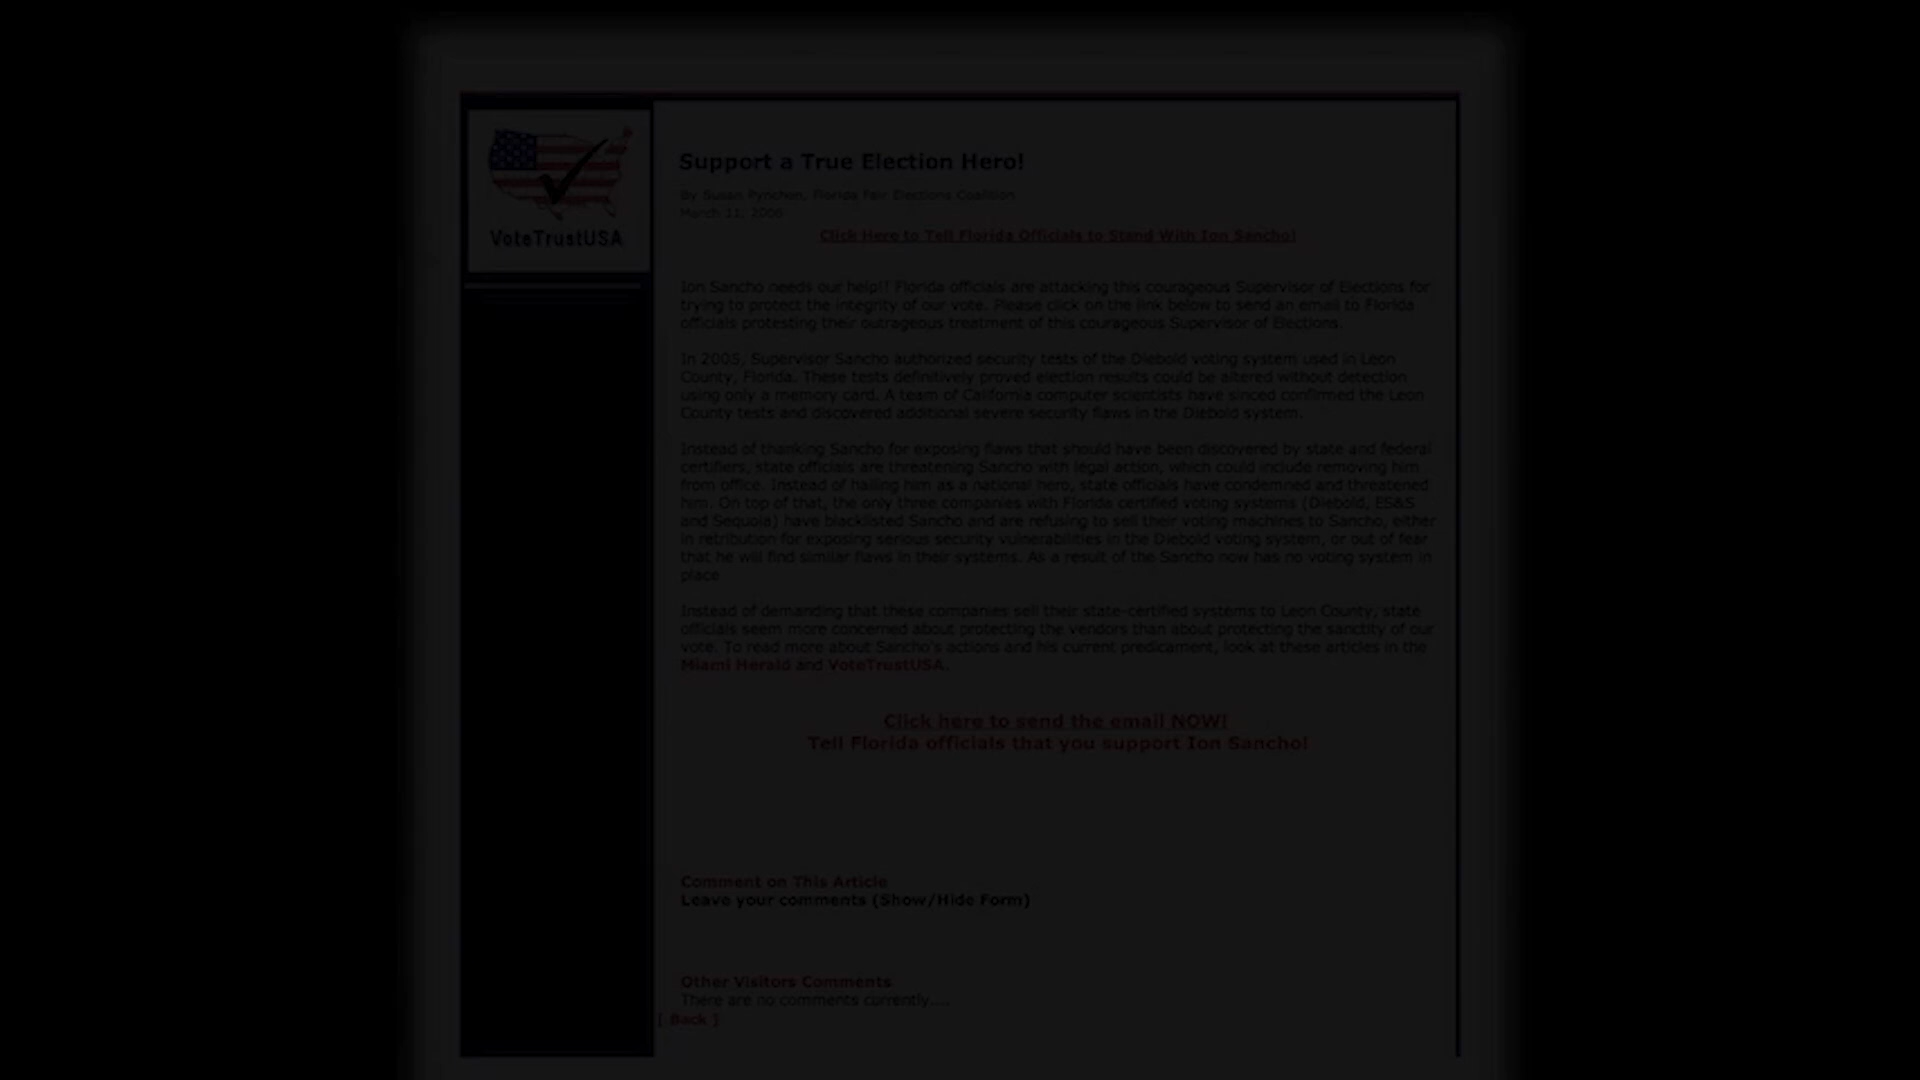 VoteTrustUSA
Support a True Election Hero!
By Susan Pynchon, Florida Fair Elections Coalition
March 11, 2006
Click Here to Tell Florida Officials to Stand With Ion Sancho!
Ion Sancho needs our help!! Florida officials are attacking this courageous Supervisor of Elections for
trying to protect the integrity of our vote. Please click on the link below to send an email to Florida
officials protesting their outrageous treatment of this courageous Supervisor of Elections.
In 2005, Supervisor Sancho authorized security tests of the Diebold voting system used in Leon
County, Florida. These tests definitively proved election results could be altered without detection
using only a memory card. A team of California computer scientists have sinced confirmed the Leon
County tests and discovered additional severe security flaws in the Diebold system.
Instead of thanking Sancho for exposing flaws that should have been discovered by state and federal
certifiers, state officials are threatening Sancho with legal action, which could include removing him
from office. Instead of hailing him as a national hero, state officials have condemned and threatened
him. On top of that, the only three companies with Florida certified voting systems (Diebold, ES&S
and Sequoia) have blacklisted Sancho and are refusing to sell their voting machines to Sancho, either
in retribution for exposing serious security vulnerabilities in the Diebold voting system, or out of fear
that he will find similar flaws in their systems. As a result of the Sancho now has no voting system in
place
Instead of demanding that these companies sell their state-certified systems to Leon County, state
officials seem more concerned about protecting the vendors than about protecting the sanctity of our
vote. To read more about Sancho's actions and his current predicament, look at these articles in the
Miami Herald and VoteTrustUSA.
Click here to send the email NOW!
Tell Florida officials that you support Ion Sancho!
Comment on This Article
Leave your comments (Show/Hide Form)
Other Visitors Comments
There are no comments currently....
[ Back ]